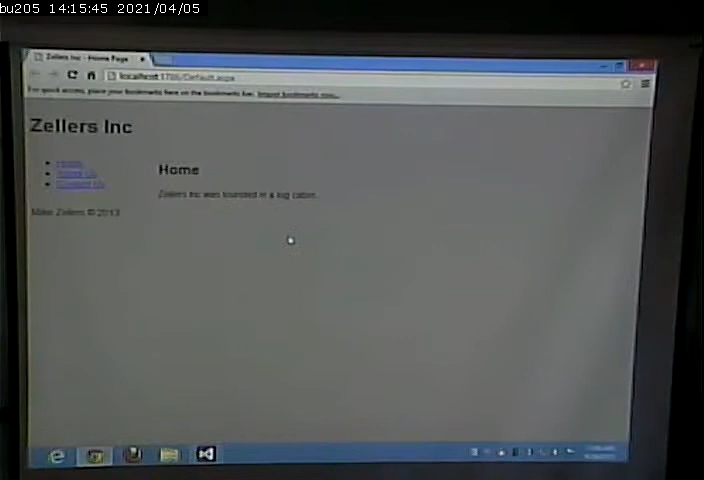 bu205 14:15:45 2021/04/05
Zellers Inc - Home Page
localhost:1786/Default.aspx
For quick access, place your bookmarks here on the bookmarks bar. Import bookmarks now...
Zellers Inc
Home
About Us
Contact Us
Home
Zellers Inc was founded in a log cabin.
Mike Zellers © 2013